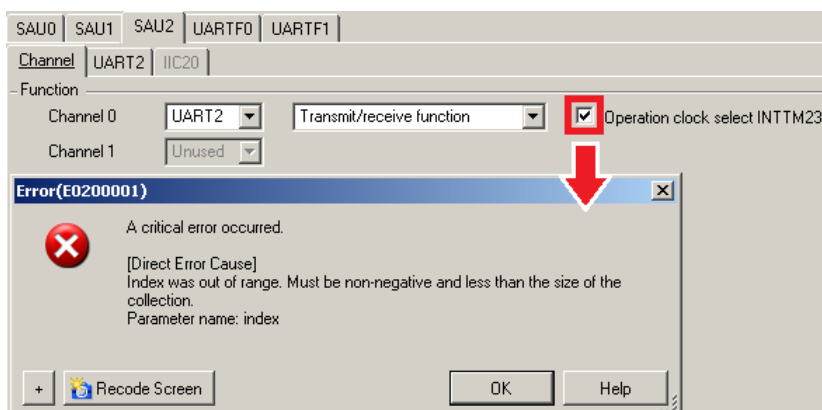 SAU0 SAU1 SAU2 UARTF0 UARTF1
Channel UART2 IIC20
Function
Channel 0 UART2 Transmit/receive function Operation clock select INTTM23
Channel 1 Unused
Error(E0200001)
A critical error occurred.
[Direct Error Cause]
Index was out of range. Must be non-negative and less than the size of the
collection.
Parameter name: index
+ Recode Screen OK Help